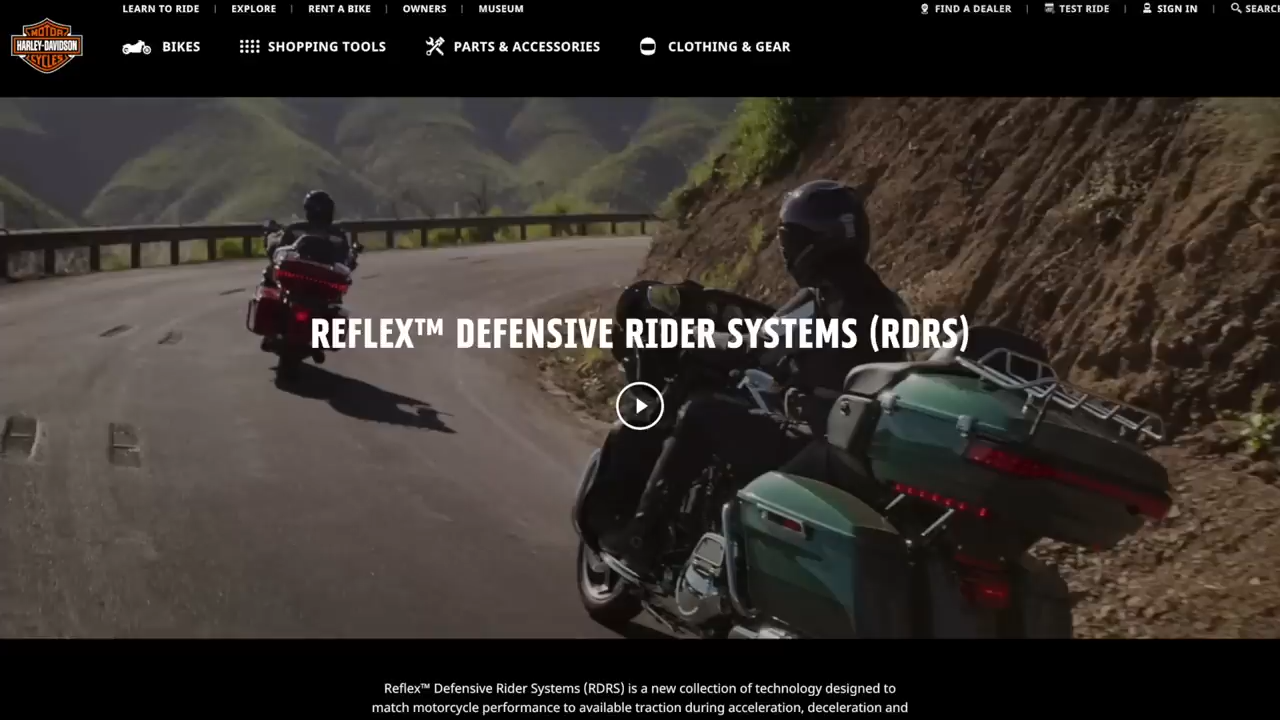 LEARN TO RIDE | EXPLORE | RENT A BIKE | OWNERS | MUSEUM
FIND A DEALER | TEST RIDE | SIGN IN | SEARC
MOTOR
HARLEY-DAVIDSON
CYCLES
BIKES
SHOPPING TOOLS
PARTS & ACCESSORIES
CLOTHING & GEAR
REFLEX™ DEFENSIVE RIDER SYSTEMS (RDRS)
Reflex™ Defensive Rider Systems (RDRS) is a new collection of technology designed to
match motorcycle performance to available traction during acceleration, deceleration and